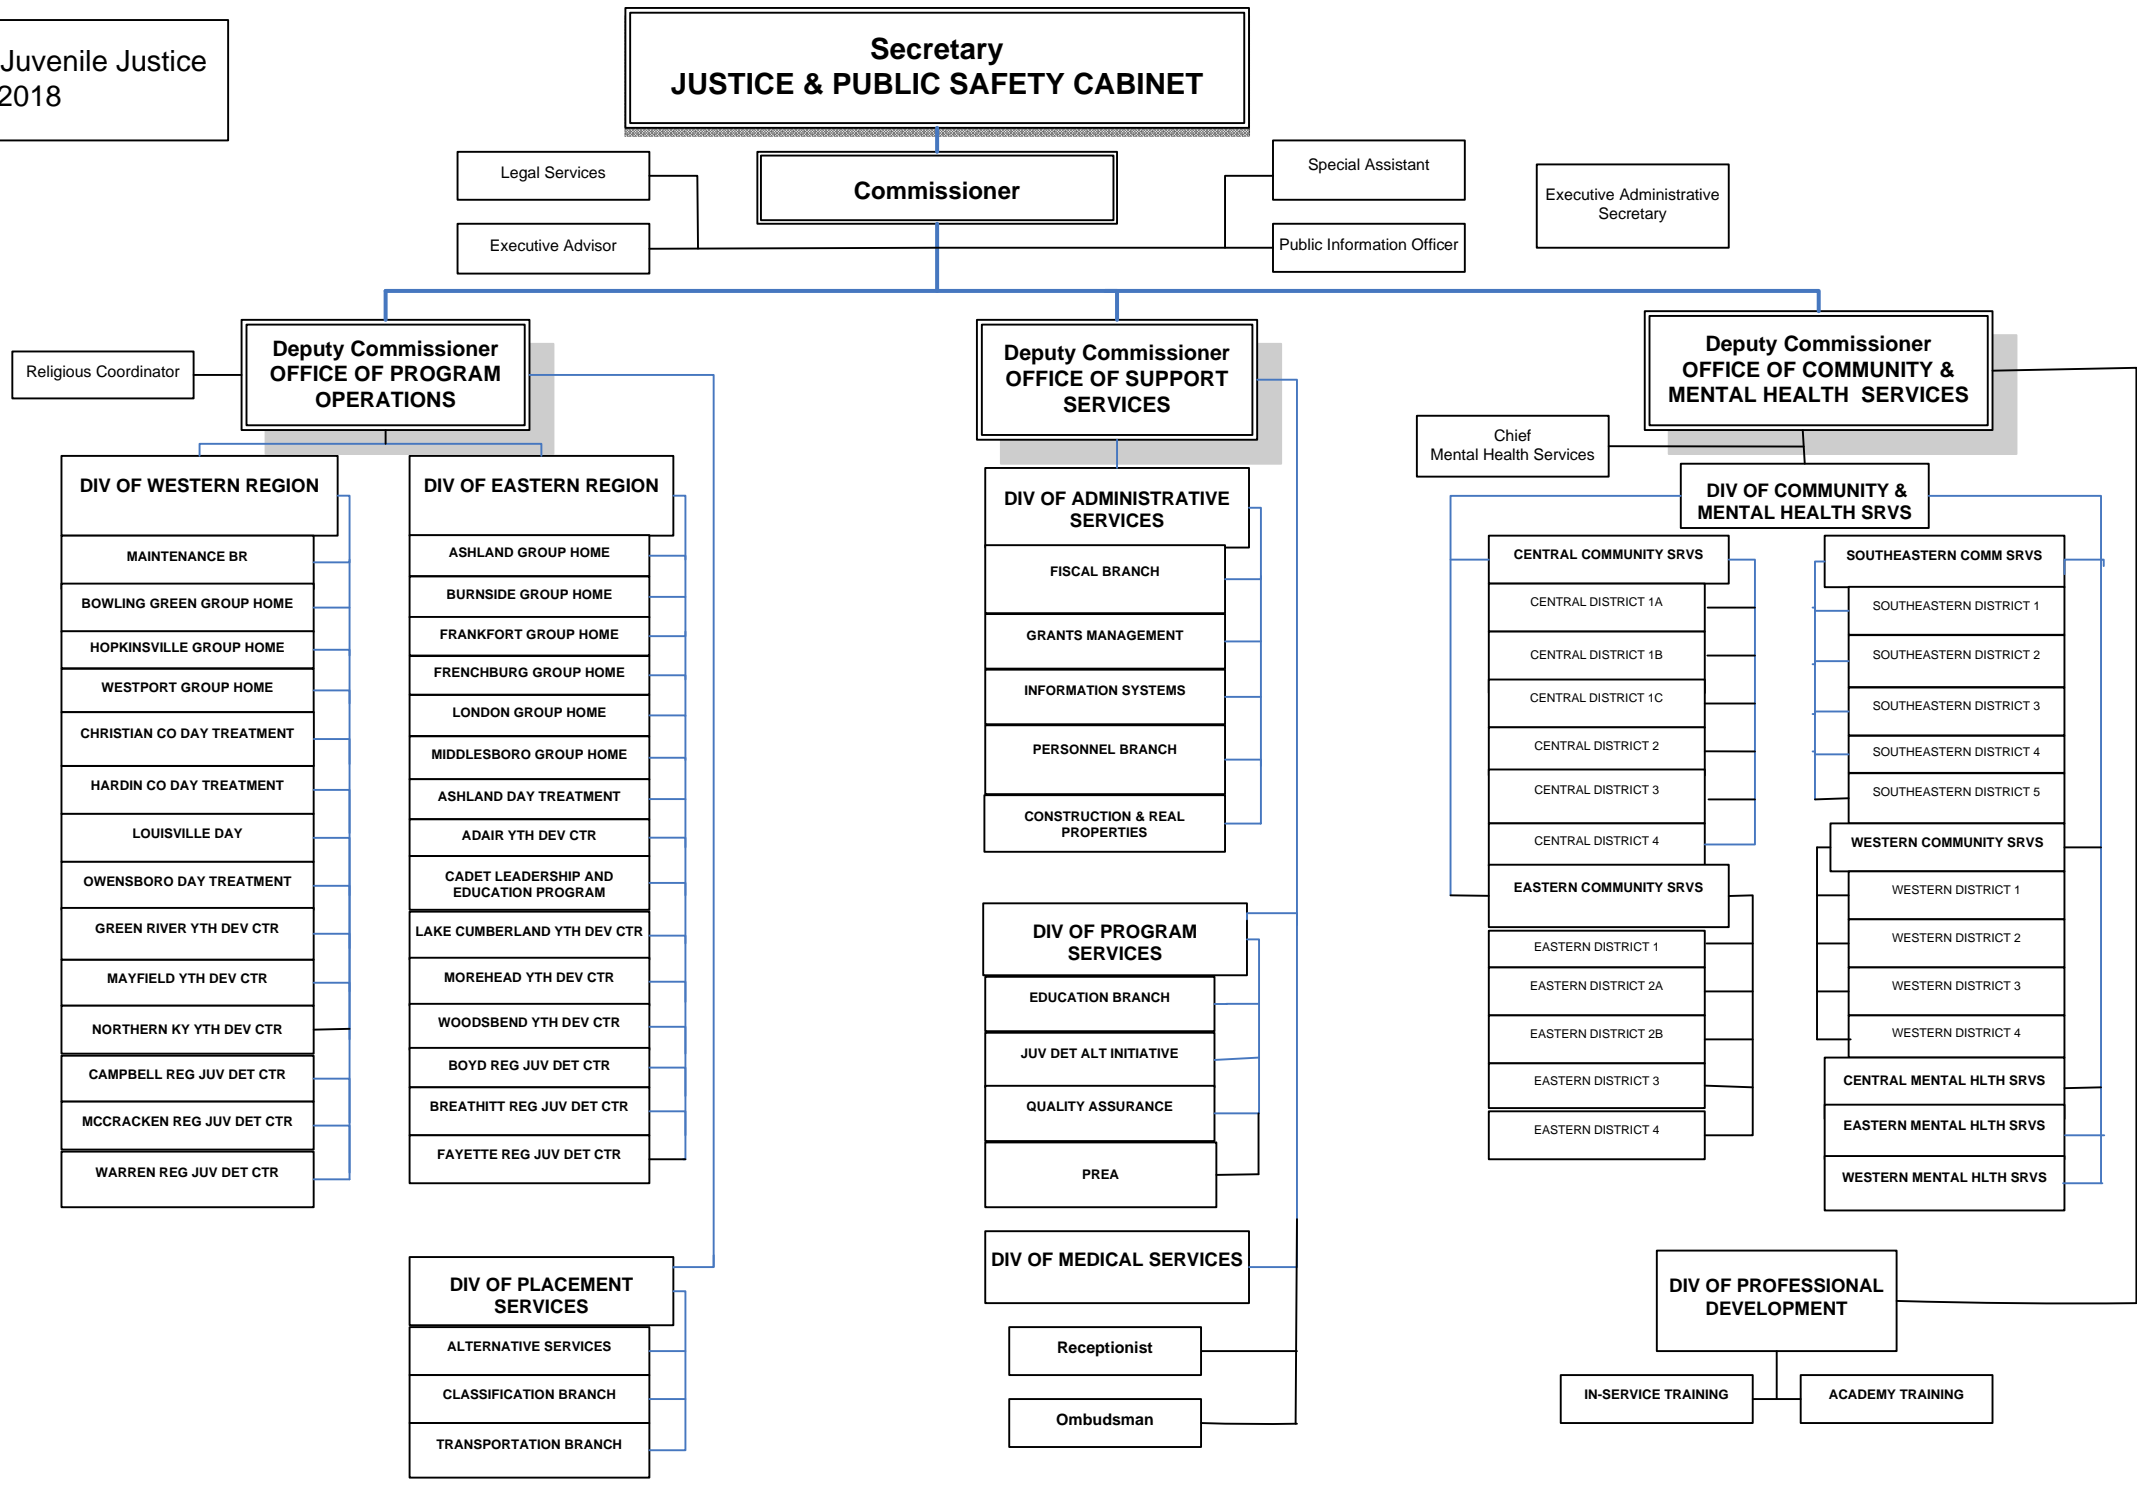 Juvenile Justice
2018
Secretary
JUSTICE & PUBLIC SAFETY CABINET
Legal Services
Commissioner
Special Assistant
Executive Administrative
Secretary
Executive Advisor
Public Information Officer
Religious Coordinator
Deputy Commissioner
OFFICE OF PROGRAM
OPERATIONS
Deputy Commissioner
OFFICE OF SUPPORT
SERVICES
Deputy Commissioner
OFFICE OF COMMUNITY &
MENTAL HEALTH SERVICES
Chief
Mental Health Services
DIV OF WESTERN REGION
MAINTENANCE BR
BOWLING GREEN GROUP HOME
HOPKINSVILLE GROUP HOME
WESTPORT GROUP HOME
CHRISTIAN CO DAY TREATMENT
HARDIN CO DAY TREATMENT
LOUISVILLE DAY
OWENSBORO DAY TREATMENT
GREEN RIVER YTH DEV CTR
MAYFIELD YTH DEV CTR
NORTHERN KY YTH DEV CTR
CAMPBELL REG JUV DET CTR
MCCRACKEN REG JUV DET CTR
WARREN REG JUV DET CTR
DIV OF EASTERN REGION
ASHLAND GROUP HOME
BURNSIDE GROUP HOME
FRANKFORT GROUP HOME
FRENCHBURG GROUP HOME
LONDON GROUP HOME
MIDDLESBORO GROUP HOME
ASHLAND DAY TREATMENT
ADAIR YTH DEV CTR
CADET LEADERSHIP AND
EDUCATION PROGRAM
LAKE CUMBERLAND YTH DEV CTR
MOREHEAD YTH DEV CTR
WOODSBEND YTH DEV CTR
BOYD REG JUV DET CTR
BREATHITT REG JUV DET CTR
FAYETTE REG JUV DET CTR
DIV OF PLACEMENT
SERVICES
ALTERNATIVE SERVICES
CLASSIFICATION BRANCH
TRANSPORTATION BRANCH
DIV OF ADMINISTRATIVE
SERVICES
FISCAL BRANCH
GRANTS MANAGEMENT
INFORMATION SYSTEMS
PERSONNEL BRANCH
CONSTRUCTION & REAL
PROPERTIES
DIV OF PROGRAM
SERVICES
EDUCATION BRANCH
JUV DET ALT INITIATIVE
QUALITY ASSURANCE
PREA
DIV OF MEDICAL SERVICES
Receptionist
Ombudsman
DIV OF COMMUNITY &
MENTAL HEALTH SRVS
CENTRAL COMMUNITY SRVS
CENTRAL DISTRICT 1A
CENTRAL DISTRICT 1B
CENTRAL DISTRICT 1C
CENTRAL DISTRICT 2
CENTRAL DISTRICT 3
CENTRAL DISTRICT 4
EASTERN COMMUNITY SRVS
EASTERN DISTRICT 1
EASTERN DISTRICT 2A
EASTERN DISTRICT 2B
EASTERN DISTRICT 3
EASTERN DISTRICT 4
SOUTHEASTERN COMM SRVS
SOUTHEASTERN DISTRICT 1
SOUTHEASTERN DISTRICT 2
SOUTHEASTERN DISTRICT 3
SOUTHEASTERN DISTRICT 4
SOUTHEASTERN DISTRICT 5
WESTERN COMMUNITY SRVS
WESTERN DISTRICT 1
WESTERN DISTRICT 2
WESTERN DISTRICT 3
WESTERN DISTRICT 4
CENTRAL MENTAL HLTH SRVS
EASTERN MENTAL HLTH SRVS
WESTERN MENTAL HLTH SRVS
DIV OF PROFESSIONAL
DEVELOPMENT
IN-SERVICE TRAINING
ACADEMY TRAINING